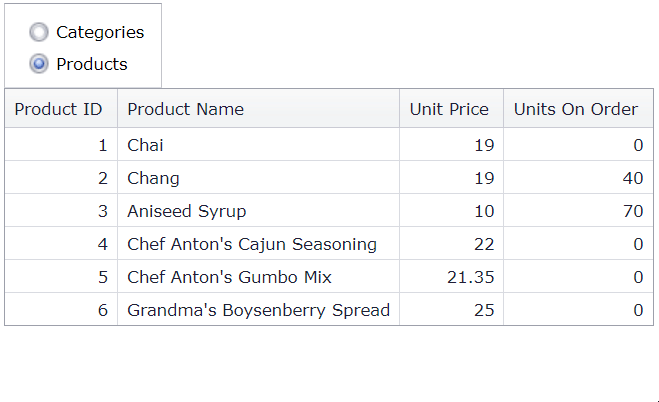 Categories
Products
Product ID Product Name Unit Price Units On Order
1 Chai 19 0
2 Chang 19 40
3 Aniseed Syrup 10 70
4 Chef Anton's Cajun Seasoning 22 0
5 Chef Anton's Gumbo Mix 21.35 0
6 Grandma's Boysenberry Spread 25 0